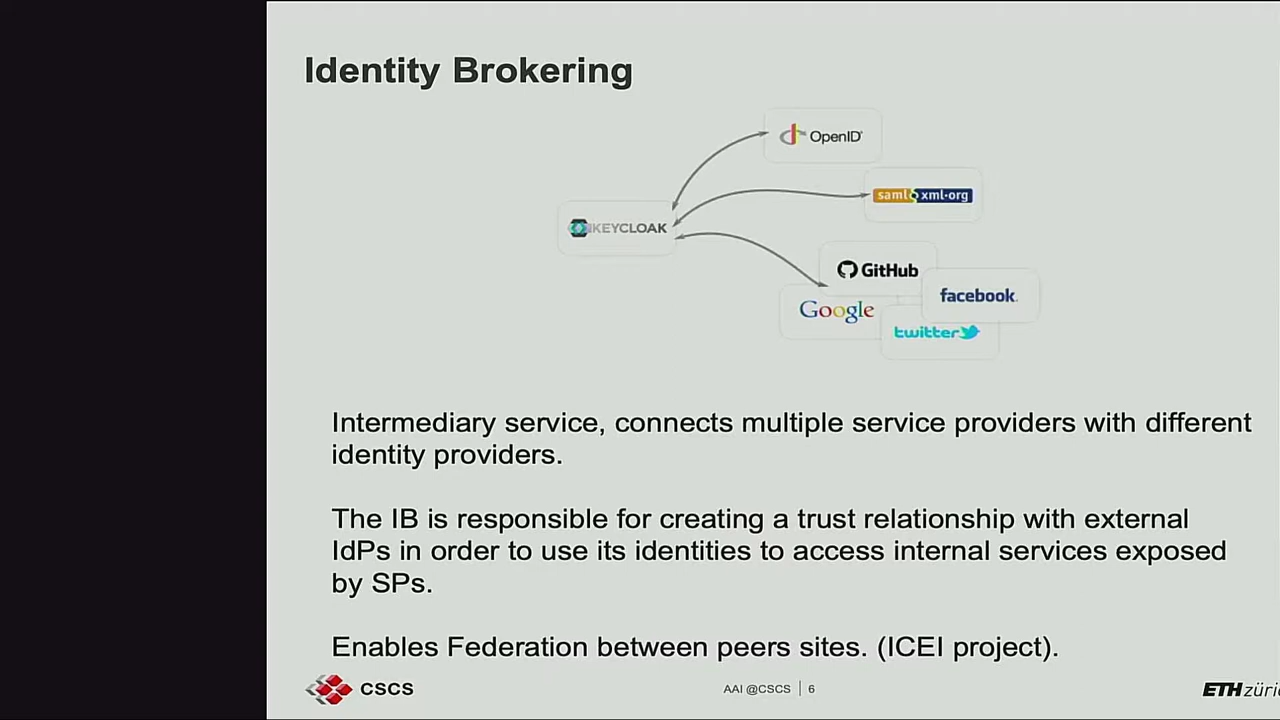 Identity Brokering
OpenID
saml xml.org
KEYCLOAK
GitHub
facebook.
Google
twitter
Intermediary service, connects multiple service providers with different
identity providers.
The IB is responsible for creating a trust relationship with external
IdPs in order to use its identities to access internal services exposed
by SPs.
Enables Federation between peers sites. (ICEI project).
CSCS
AAI @CSCS | 6
ETH züri